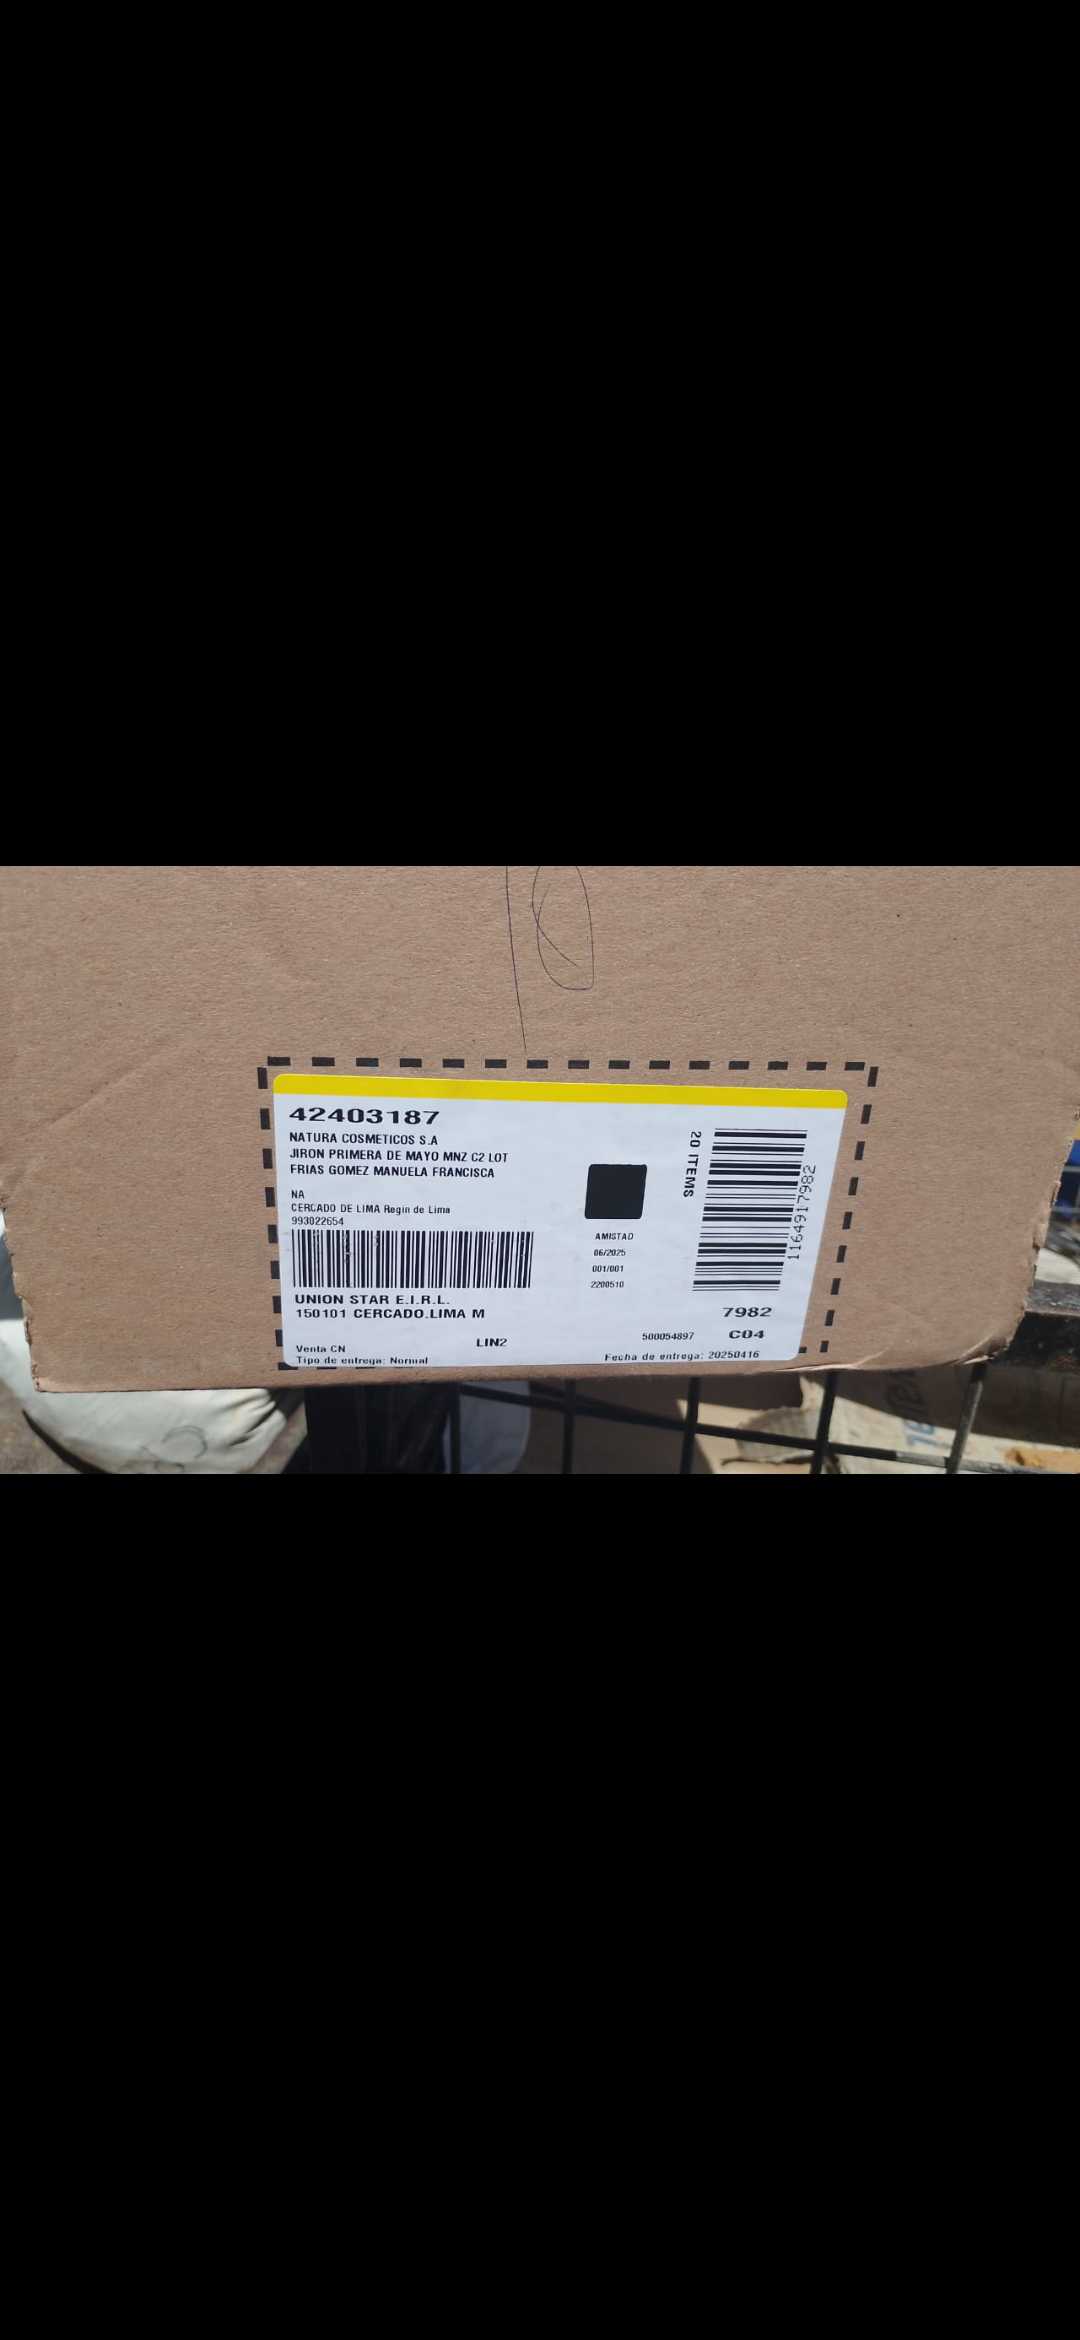 42403187
NATURA COSMETICOS S.A
JIRON PRIMERA DE MAYO MNZ C2 LOT
FRIAS GOMEZ MANUELA FRANCISCA
NA
CERCADO DE LIMA Regin de Lima
993022654
UNION STAR E.I.R.L.
150101 CERCADO.LIMA M
Venta CN
Tipo de entrega: Normal
LIN2
AMISTAD
06/2025
001/001
2200510
20 ITEMS
1164917982
7982
500054897
C04
Fecha de entrega: 20250416